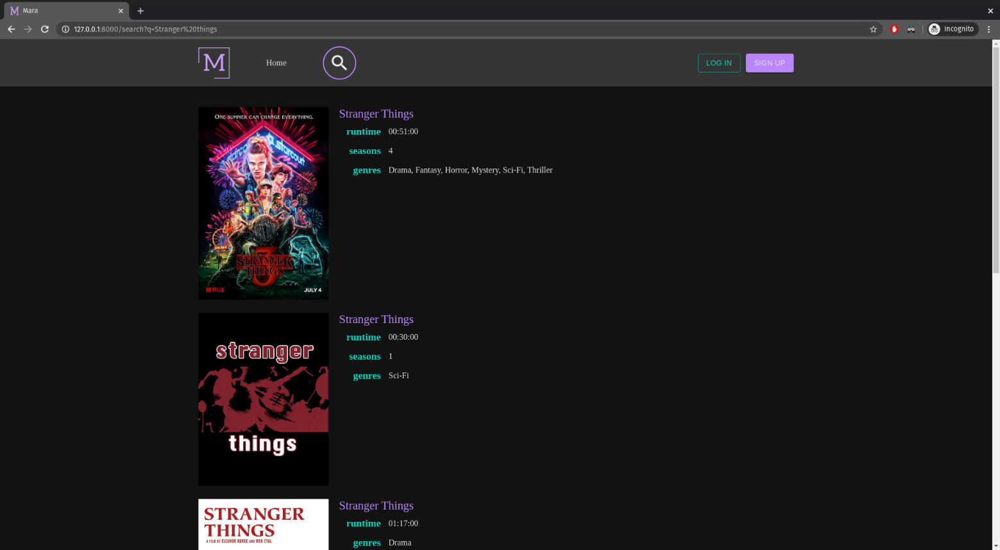 M Mara
127.0.0.1:8000/search?q=Stranger%20things
Incognito
M
Home
LOG IN
SIGN UP
ONE SUMMER CAN CHANGE EVERYTHING.
starcourt
STRANGER
THINGS
3
NETFLIX
JULY 4
Stranger Things
runtime 00:51:00
seasons 4
genres Drama, Fantasy, Horror, Mystery, Sci-Fi, Thriller
stranger
things
Stranger Things
runtime 00:30:00
seasons 1
genres Sci-Fi
STRANGER
THINGS
A FILM BY ELEANOR BURKE AND RON EYAL
Stranger Things
runtime 01:17:00
genres Drama